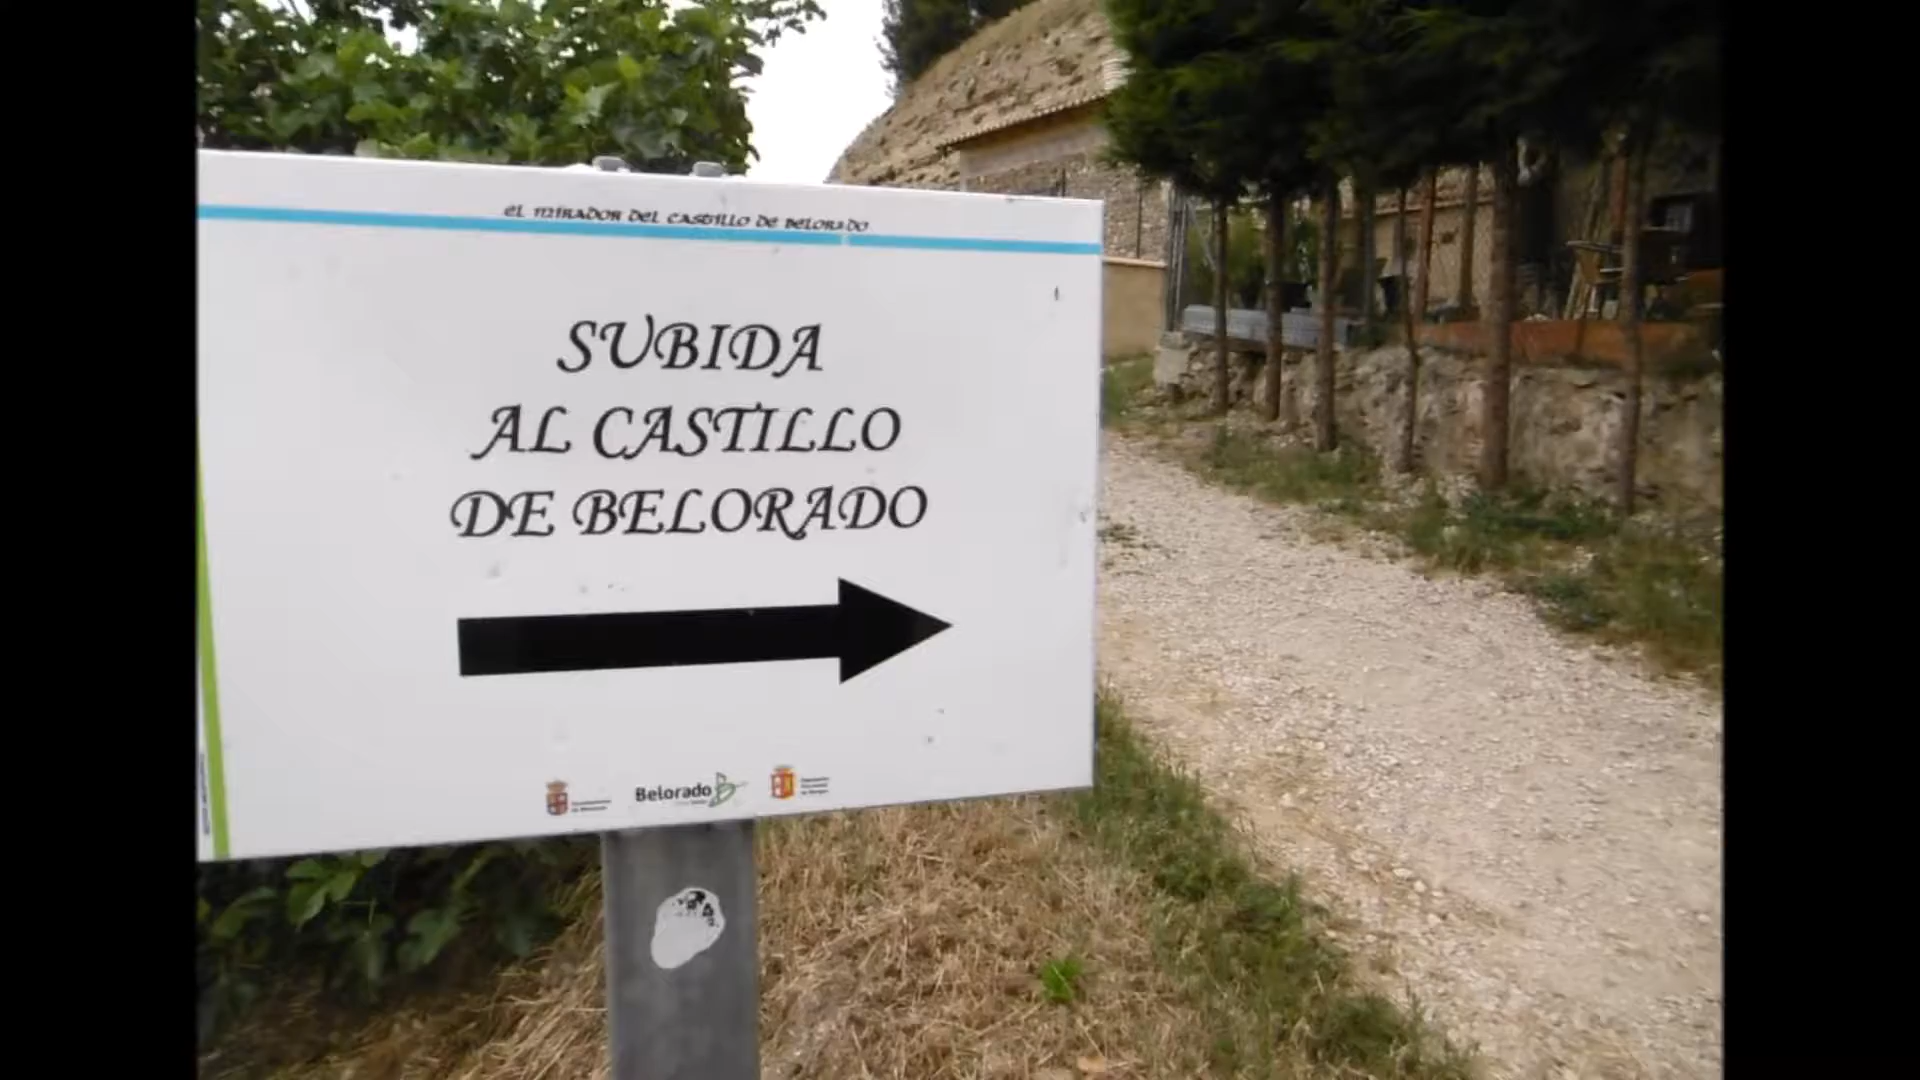 EL MIRADOR DEL CASTILLO DE BELORADO
SUBIDA
AL CASTILLO
DE BELORADO
Belorado